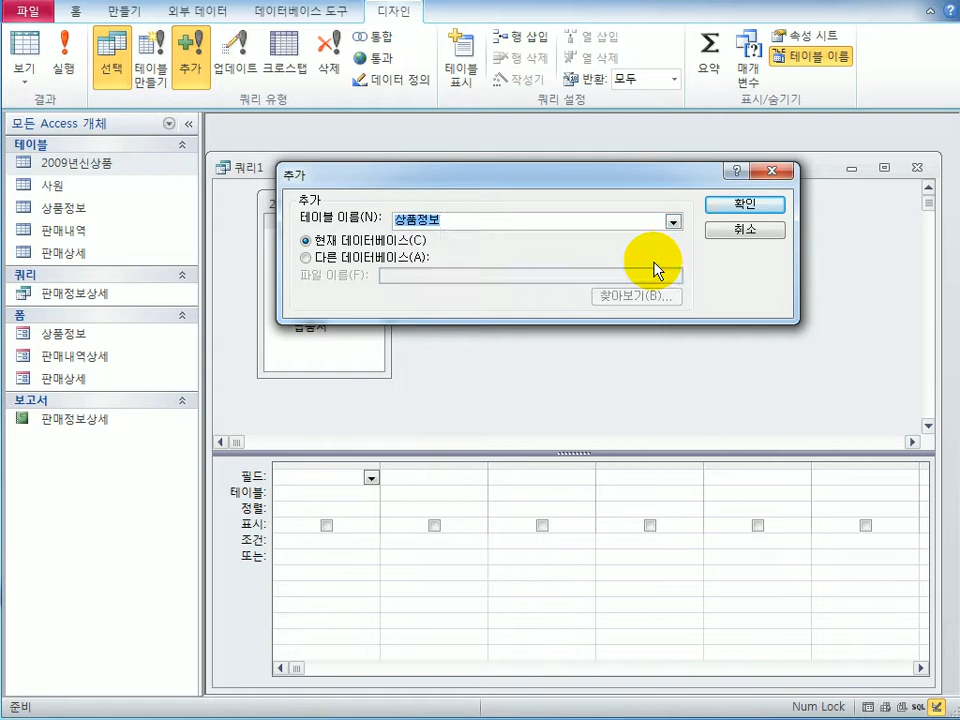 파일 홈 만들기 외부 데이터 데이터베이스 도구 디자인
보기 실행 선택 테이블 만들기 추가 업데이트 크로스탭 삭제
통합
통과
데이터 정의
테이블 표시
행 삽입
행 삭제
작성기
열 삽입
열 삭제
반환: 모두
요약 매개 변수
속성 시트
테이블 이름
결과 쿼리 유형 쿼리 설정 표시/숨기기
모든 Access 개체
테이블
2009년신상품
사원
상품정보
판매내역
판매상세
쿼리
판매정보상세
폼
상품정보
판매내역상세
판매상세
보고서
판매정보상세
쿼리1
추가
추가
테이블 이름(N): 상품정보
현재 데이터베이스(C)
다른 데이터베이스(A):
파일 이름(F):
찾아보기(B)...
확인
취소
필드:
테이블:
정렬:
표시:
조건:
또는:
준비
Num Lock
SQL